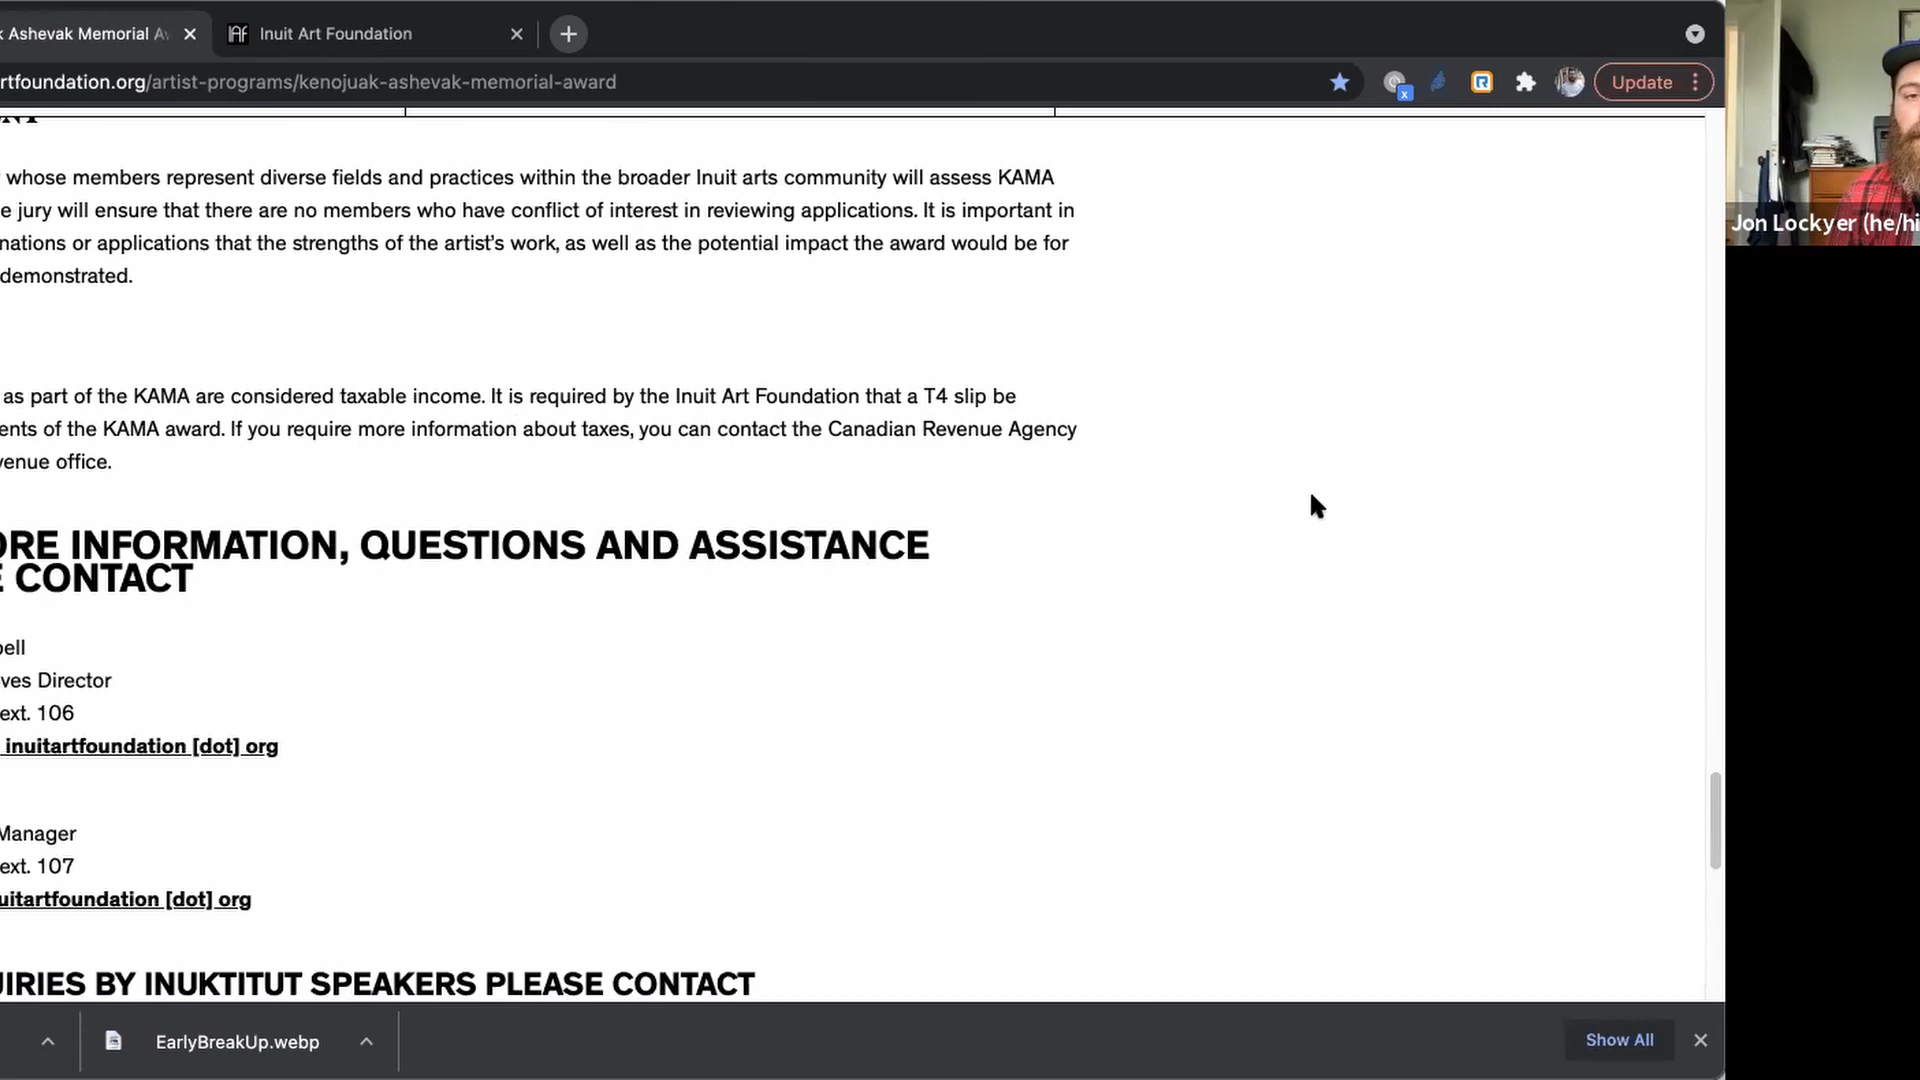 k Ashevak Memorial Aw
Inuit Art Foundation
rtfoundation.org/artist-programs/kenojuak-ashevak-memorial-award
Update
whose members represent diverse fields and practices within the broader Inuit arts community will assess KAMA
e jury will ensure that there are no members who have conflict of interest in reviewing applications. It is important in
nations or applications that the strengths of the artist's work, as well as the potential impact the award would be for
demonstrated.
as part of the KAMA are considered taxable income. It is required by the Inuit Art Foundation that a T4 slip be
ents of the KAMA award. If you require more information about taxes, you can contact the Canadian Revenue Agency
venue office.
ORE INFORMATION, QUESTIONS AND ASSISTANCE
E CONTACT
bell
ves Director
ext. 106
inuitartfoundation [dot] org
Manager
ext. 107
uitartfoundation [dot] org
UIRIES BY INUKTITUT SPEAKERS PLEASE CONTACT
EarlyBreakUp.webp
Show All
Jon Lockyer (he/hi